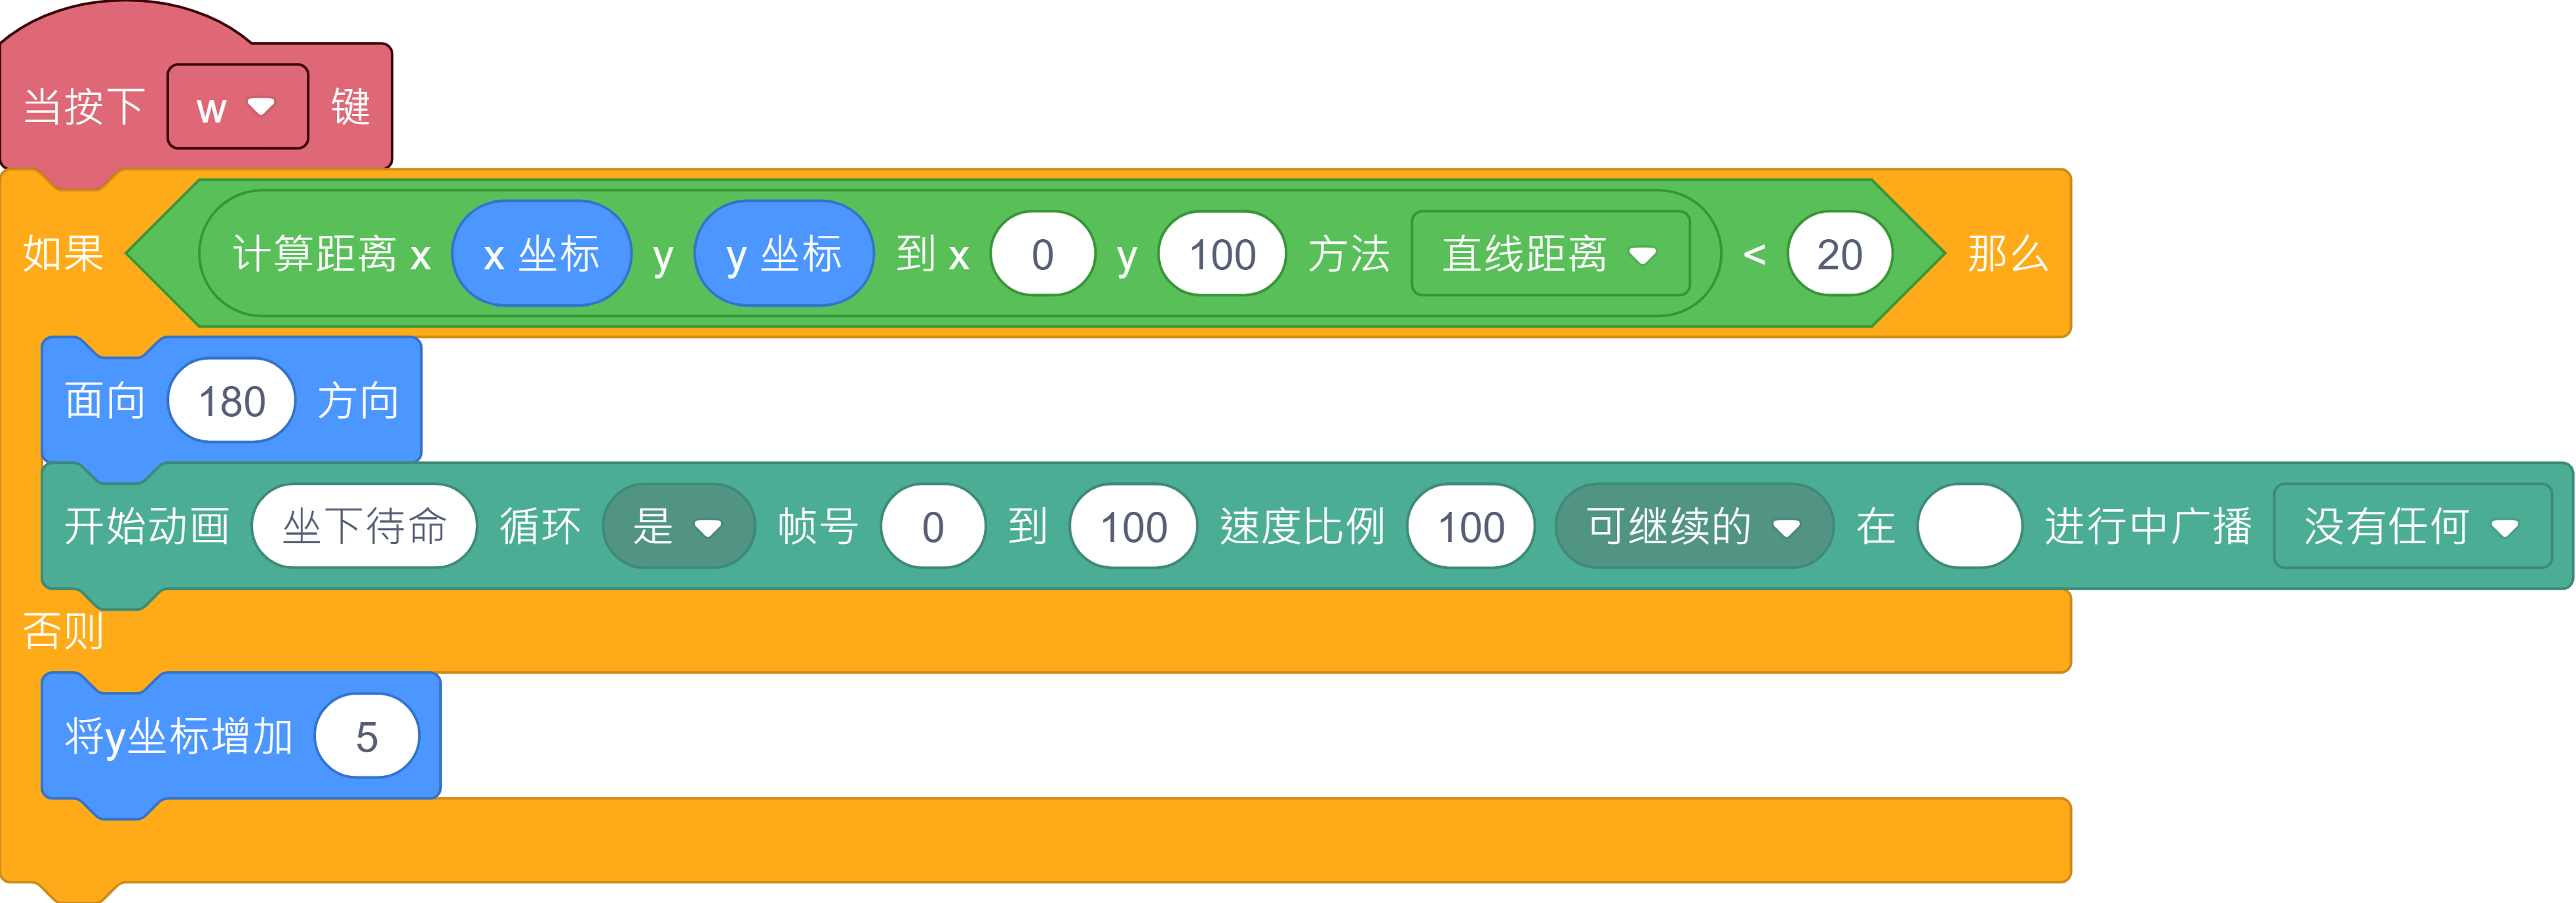 当按下 w 键
如果 计算距离 x x 坐标 y y 坐标 到 x 0 y 100 方法 直线距离 < 20 那么
面向 180 方向
开始动画 坐下待命 循环 是 帧号 0 到 100 速度比例 100 可继续的 在 进行中广播 没有任何
否则
将y坐标增加 5